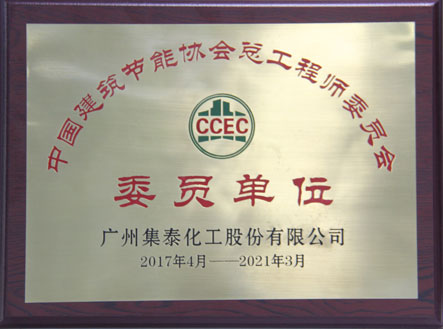 中国建筑节能协会总工程师委员会
CCEC
委员单位
广州集泰化工股份有限公司
2017年4月——2021年3月